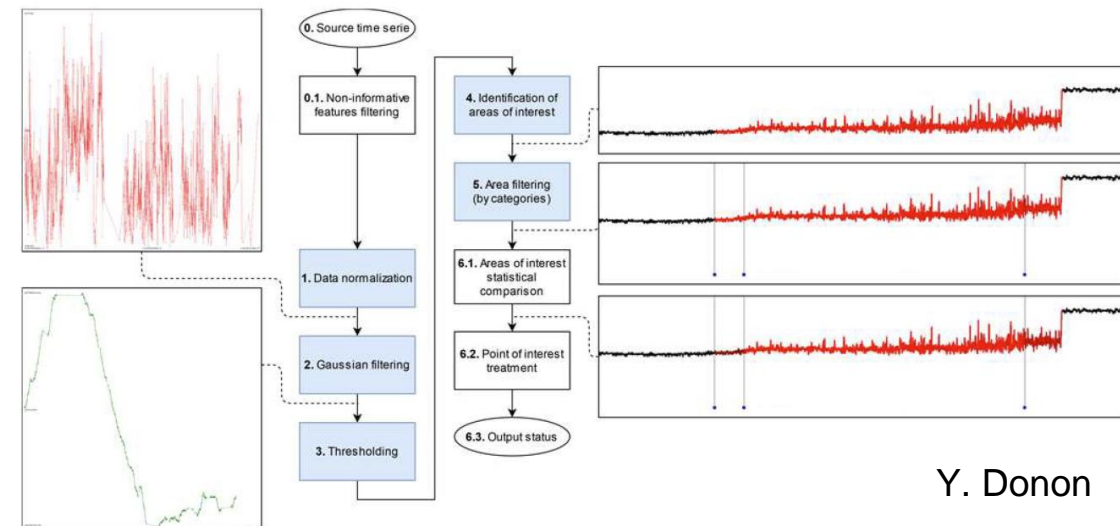 0. Source time serie
0.1. Non-informative
features filtering
1. Data normalization
2. Gaussian filtering
3. Thresholding
4. Identification of
areas of interest
5. Area filtering
(by categories)
6.1. Areas of interest
statistical
comparison
6.2. Point of interest
treatment
6.3. Output status
Y. Donon